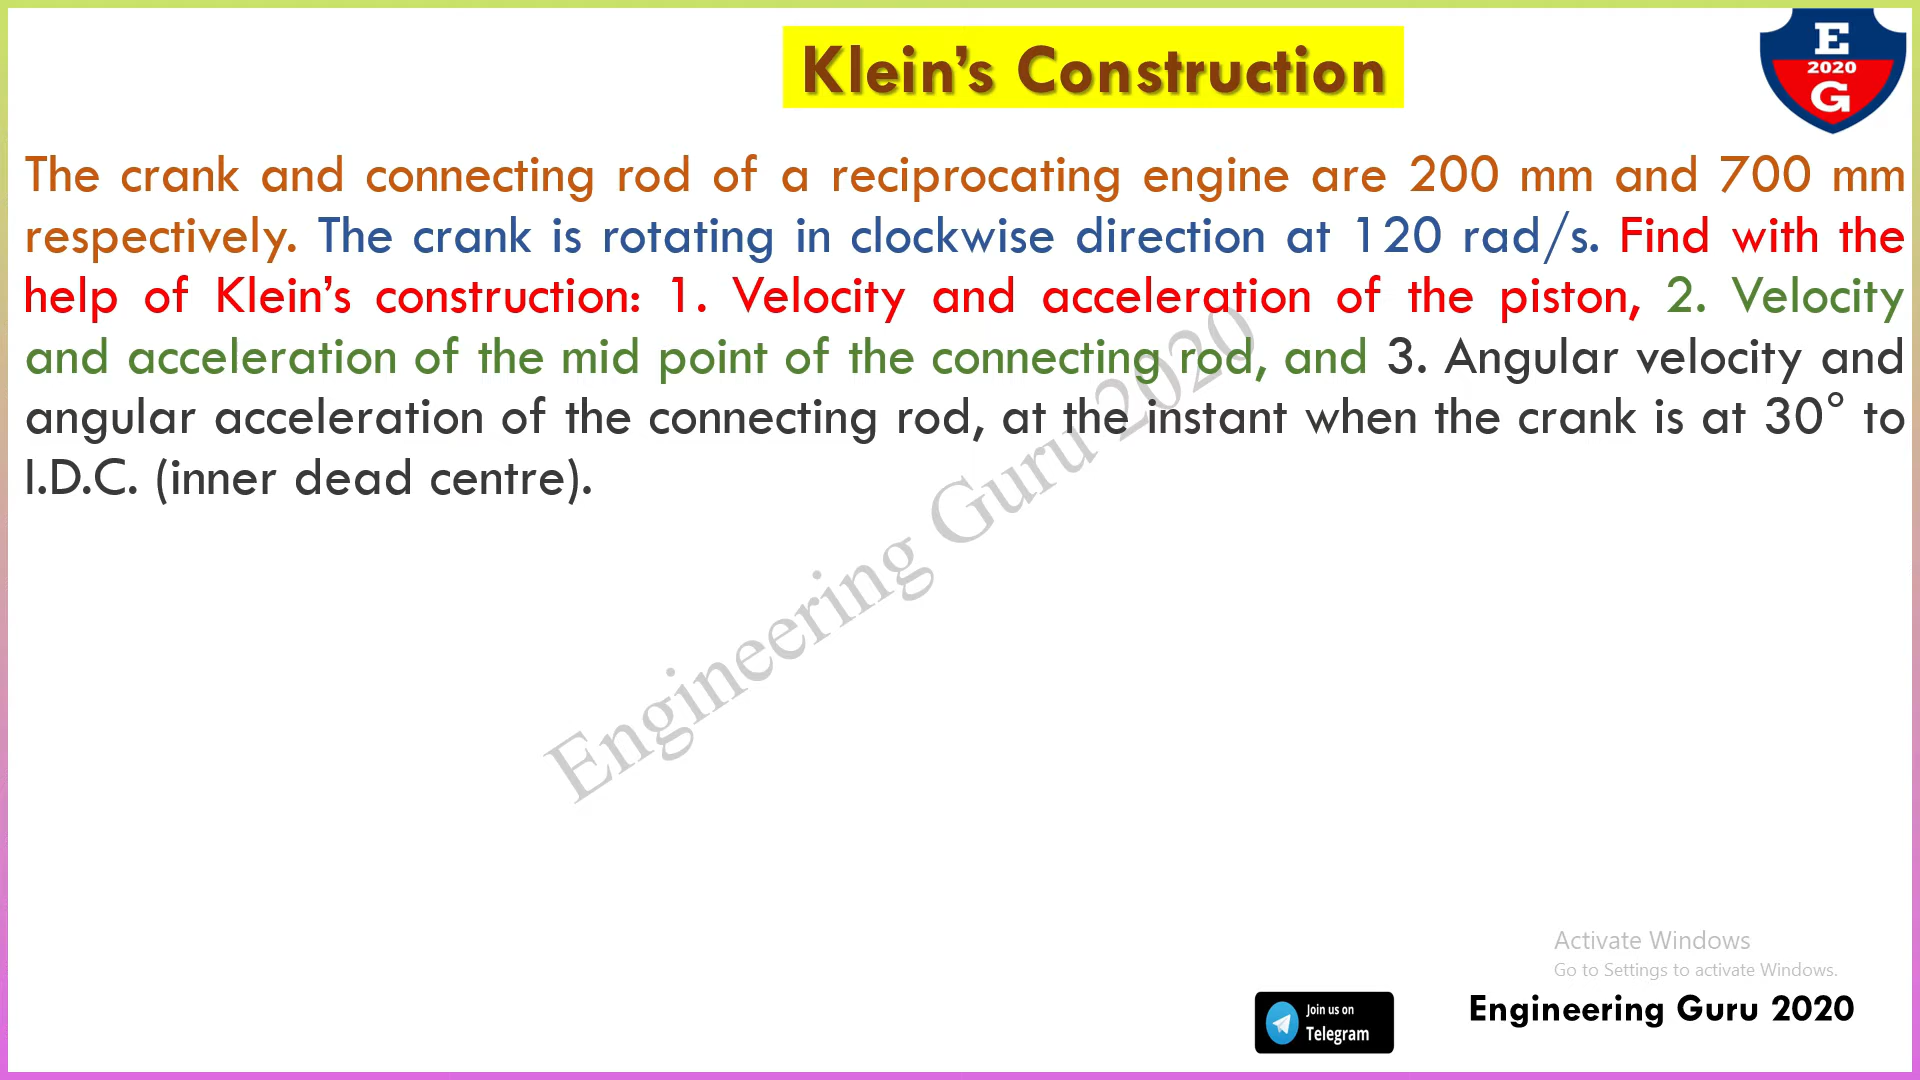 Klein’s Construction
E
2020
G
The crank and connecting rod of a reciprocating engine are 200 mm and 700 mm
respectively. The crank is rotating in clockwise direction at 120 rad/s. Find with the
help of Klein’s construction: 1. Velocity and acceleration of the piston, 2. Velocity
and acceleration of the mid point of the connecting rod, and 3. Angular velocity and
angular acceleration of the connecting rod, at the instant when the crank is at 30° to
I.D.C. (inner dead centre).
Engineering Guru 2020
Activate Windows
Go to Settings to activate Windows.
Join us on
Telegram
Engineering Guru 2020